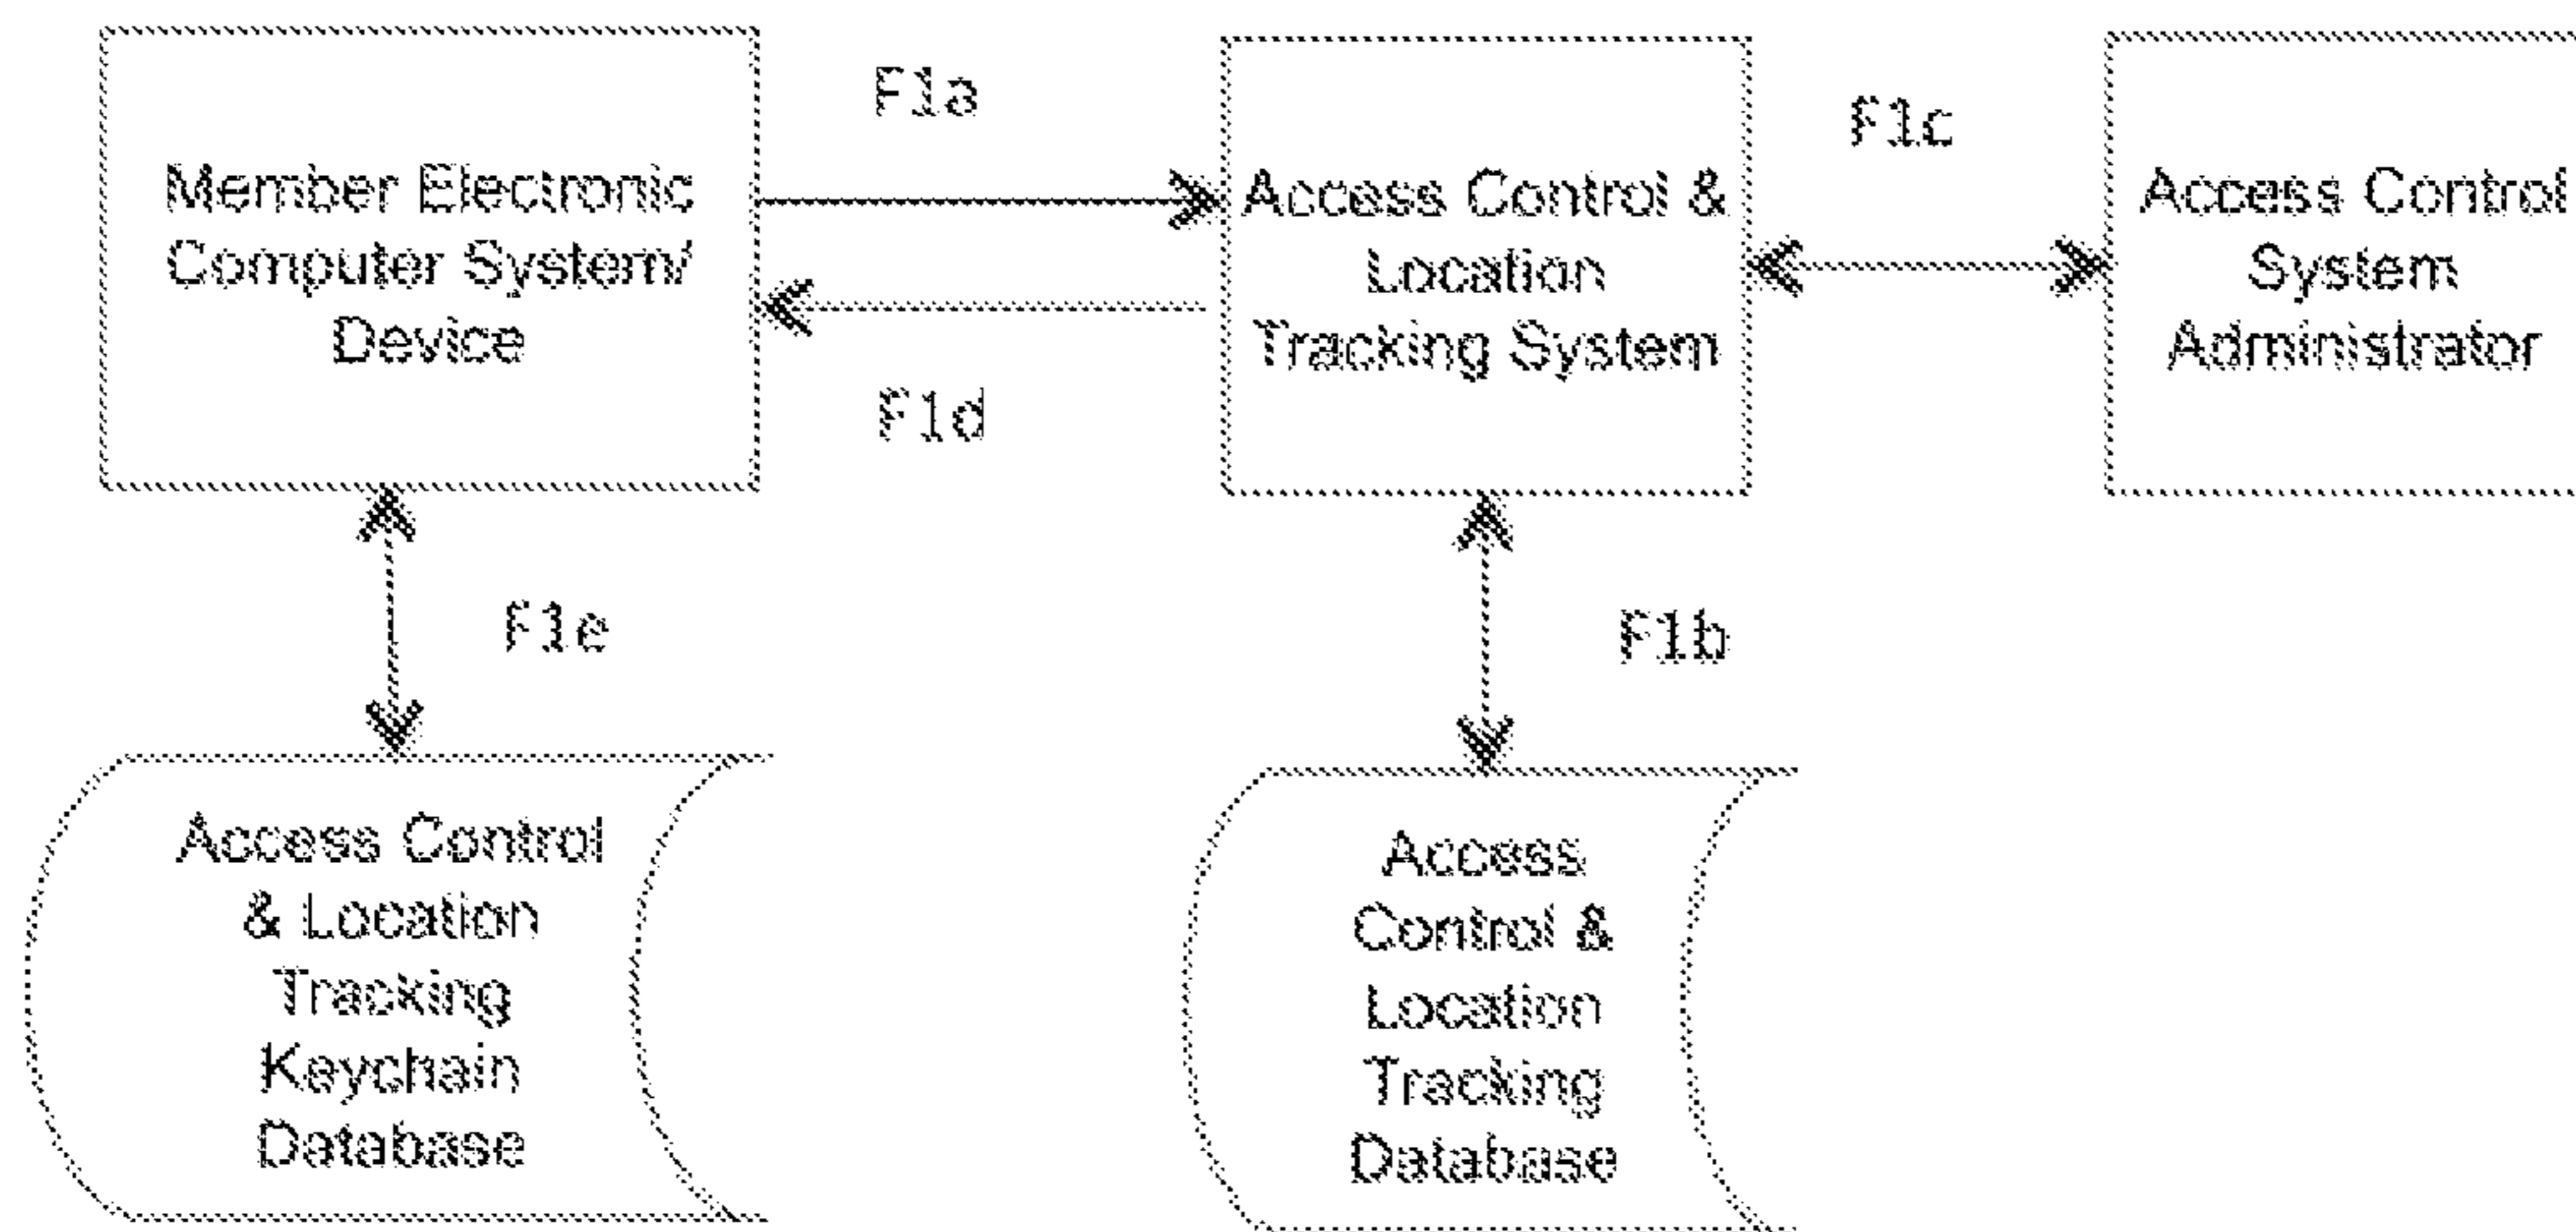 F1a
F1c
Member Electronic
Computer System/
Device
Access Control &
Location
Tracking System
Access Control
System
Administrator
F1d
F1e
F1b
Access Control
& Location
Tracking
Keychain
Database
Access
Control &
Location
Tracking
Database